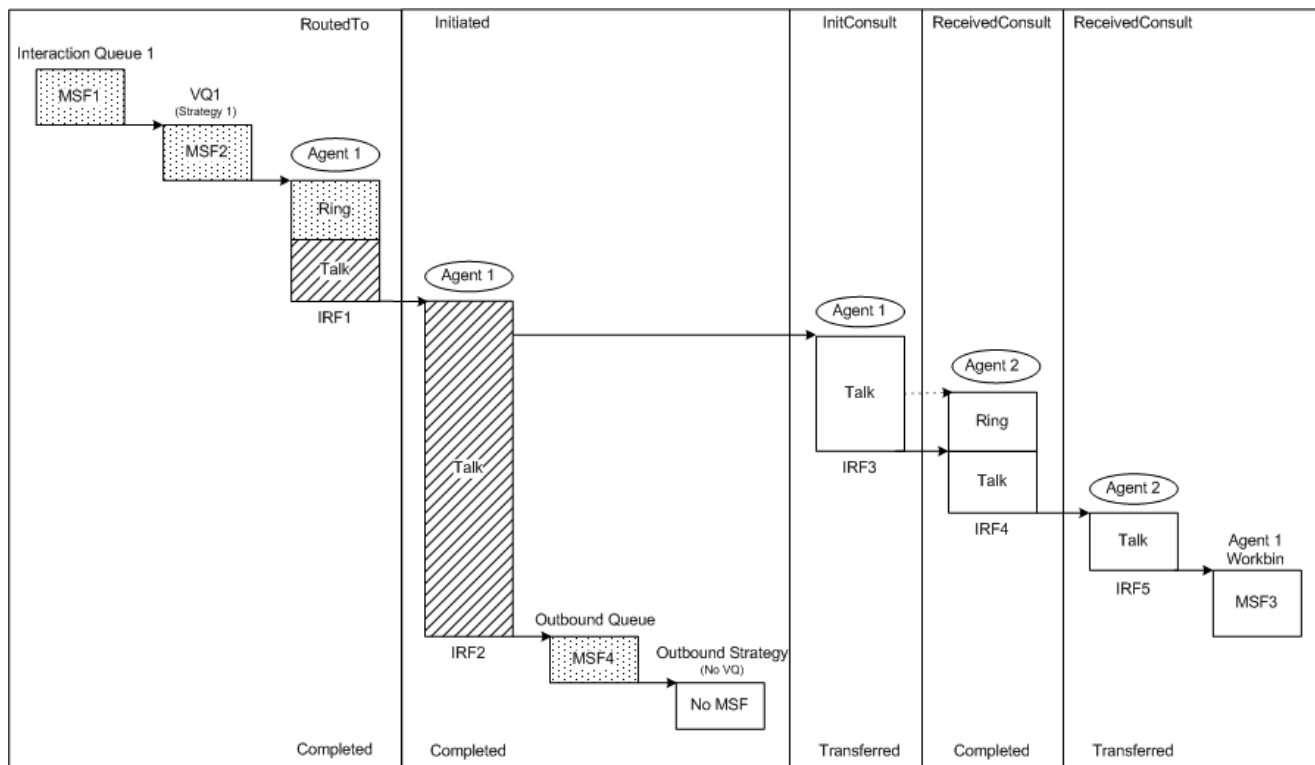 RoutedTo
Initiated
InitConsult
ReceivedConsult
ReceivedConsult
Interaction Queue 1
MSF1
VQ1
(Strategy 1)
MSF2
Agent 1
Ring
Talk
IRF1
Agent 1
Talk
IRF2
Outbound Queue
MSF4
Outbound Strategy
(No VQ)
No MSF
Agent 1
Talk
IRF3
Agent 2
Ring
Talk
IRF4
Agent 2
Talk
IRF5
Agent 1
Workbin
MSF3
Completed
Completed
Transferred
Completed
Transferred